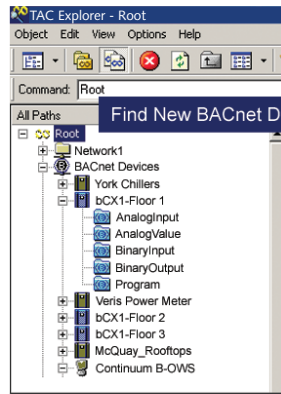 TAC Explorer - Root
Object Edit View Options Help
Command: Root
Find New BACnet D
All Paths
Root
Network1
BACnet Devices
York Chillers
bCX1-Floor 1
AnalogInput
AnalogValue
BinaryInput
BinaryOutput
Program
Veris Power Meter
bCX1-Floor 2
bCX1-Floor 3
McQuay_Rooftops
Continuum B-OWS